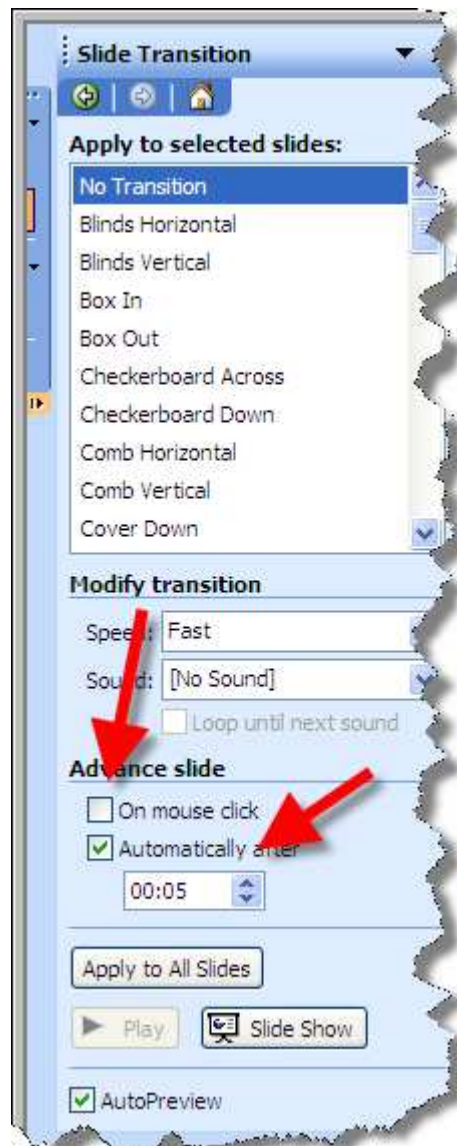 Slide Transition
Apply to selected slides:
No Transition
Blinds Horizontal
Blinds Vertical
Box In
Box Out
Checkerboard Across
Checkerboard Down
Comb Horizontal
Comb Vertical
Cover Down
Modify transition
Speed: Fast
Sound: [No Sound]
Loop until next sound
Advance slide
On mouse click
Automatically after
00:05
Apply to All Slides
Play Slide Show
AutoPreview